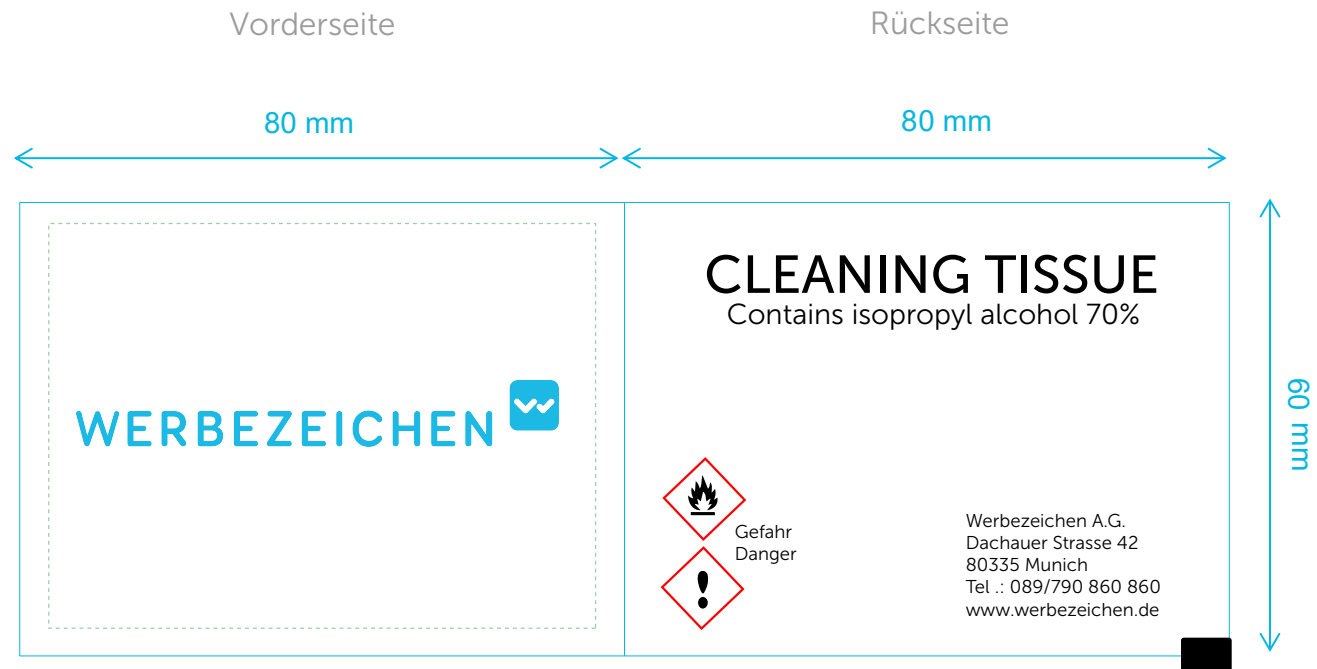 Vorderseite
Rückseite
80 mm
80 mm
WERBEZEICHEN
CLEANING TISSUE
Contains isopropyl alcohol 70%
Gefahr
Danger
Werbezeichen A.G.
Dachauer Strasse 42
80335 Munich
Tel .: 089/790 860 860
www.werbezeichen.de
60 mm